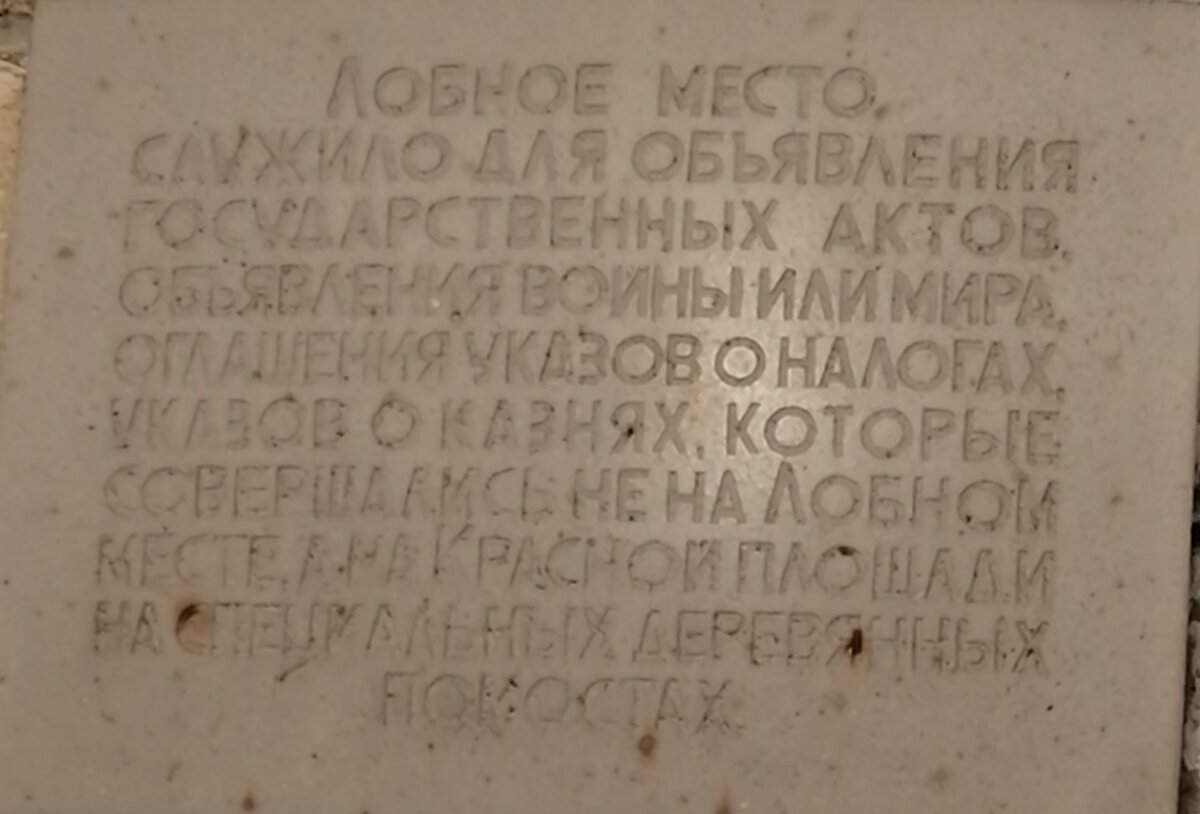 ЛОБНОЕ МЕСТО
СЛУЖИЛО ДЛЯ ОБЪЯВЛЕНИЯ
ГОСУДАРСТВЕННЫХ АКТОВ,
ОБЪЯВЛЕНИЯ ВОЙНЫ ИЛИ МИРА,
ОГЛАШЕНИЯ УКАЗОВ О НАЛОГАХ,
УКАЗОВ О КАЗНЯХ, КОТОРЫЕ
СОВЕРШАЛИСЬ НЕ НА ЛОБНОМ
МЕСТЕ, А НА КРАСНОЙ ПЛОЩАДИ
НА СПЕЦИАЛЬНЫХ ДЕРЕВЯННЫХ
ПОМОСТАХ.